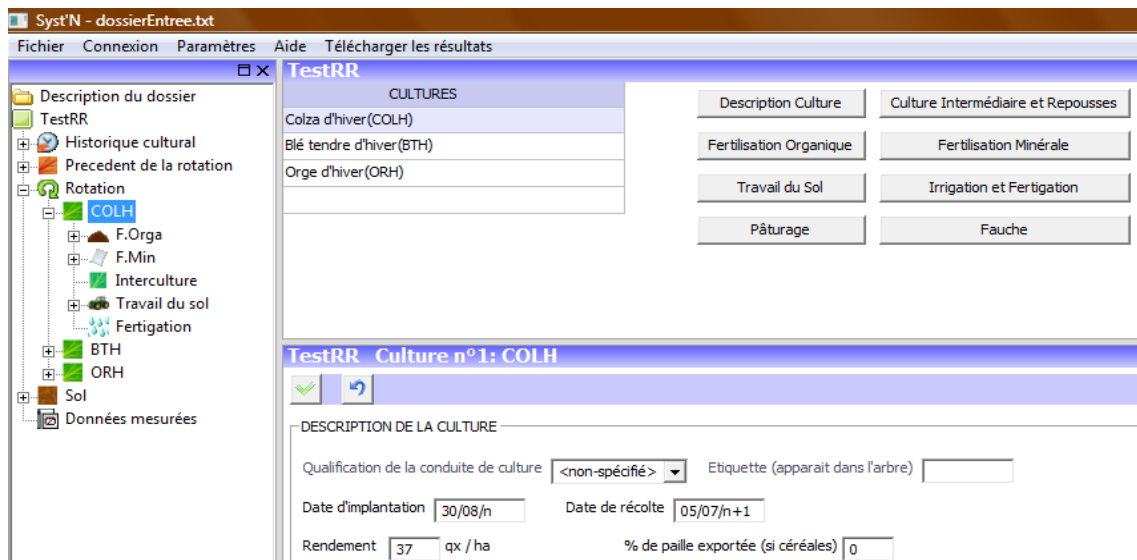 Syst'N - dossierEntree.txt
Fichier Connexion Paramètres Aide Télécharger les résultats
Description du dossier
TestRR
Historique cultural
Precedent de la rotation
Rotation
COLH
F.Orga
F.Min
Interculture
Travail du sol
Fertigation
BTH
ORH
Sol
Données mesurées
TestRR
CULTURES
Colza d'hiver(COLH)
Blé tendre d'hiver(BTH)
Orge d'hiver(ORH)
Description Culture Culture Intermédiaire et Repousses
Fertilisation Organique Fertilisation Minérale
Travail du Sol Irrigation et Fertigation
Pâturage Fauche
TestRR Culture n°1: COLH
DESCRIPTION DE LA CULTURE
Qualification de la conduite de culture <non-spécifié> Etiquette (apparait dans l'arbre)
Date d'implantation 30/08/n Date de récolte 05/07/n+1
Rendement 37 qx / ha % de paille exportée (si céréales) 0